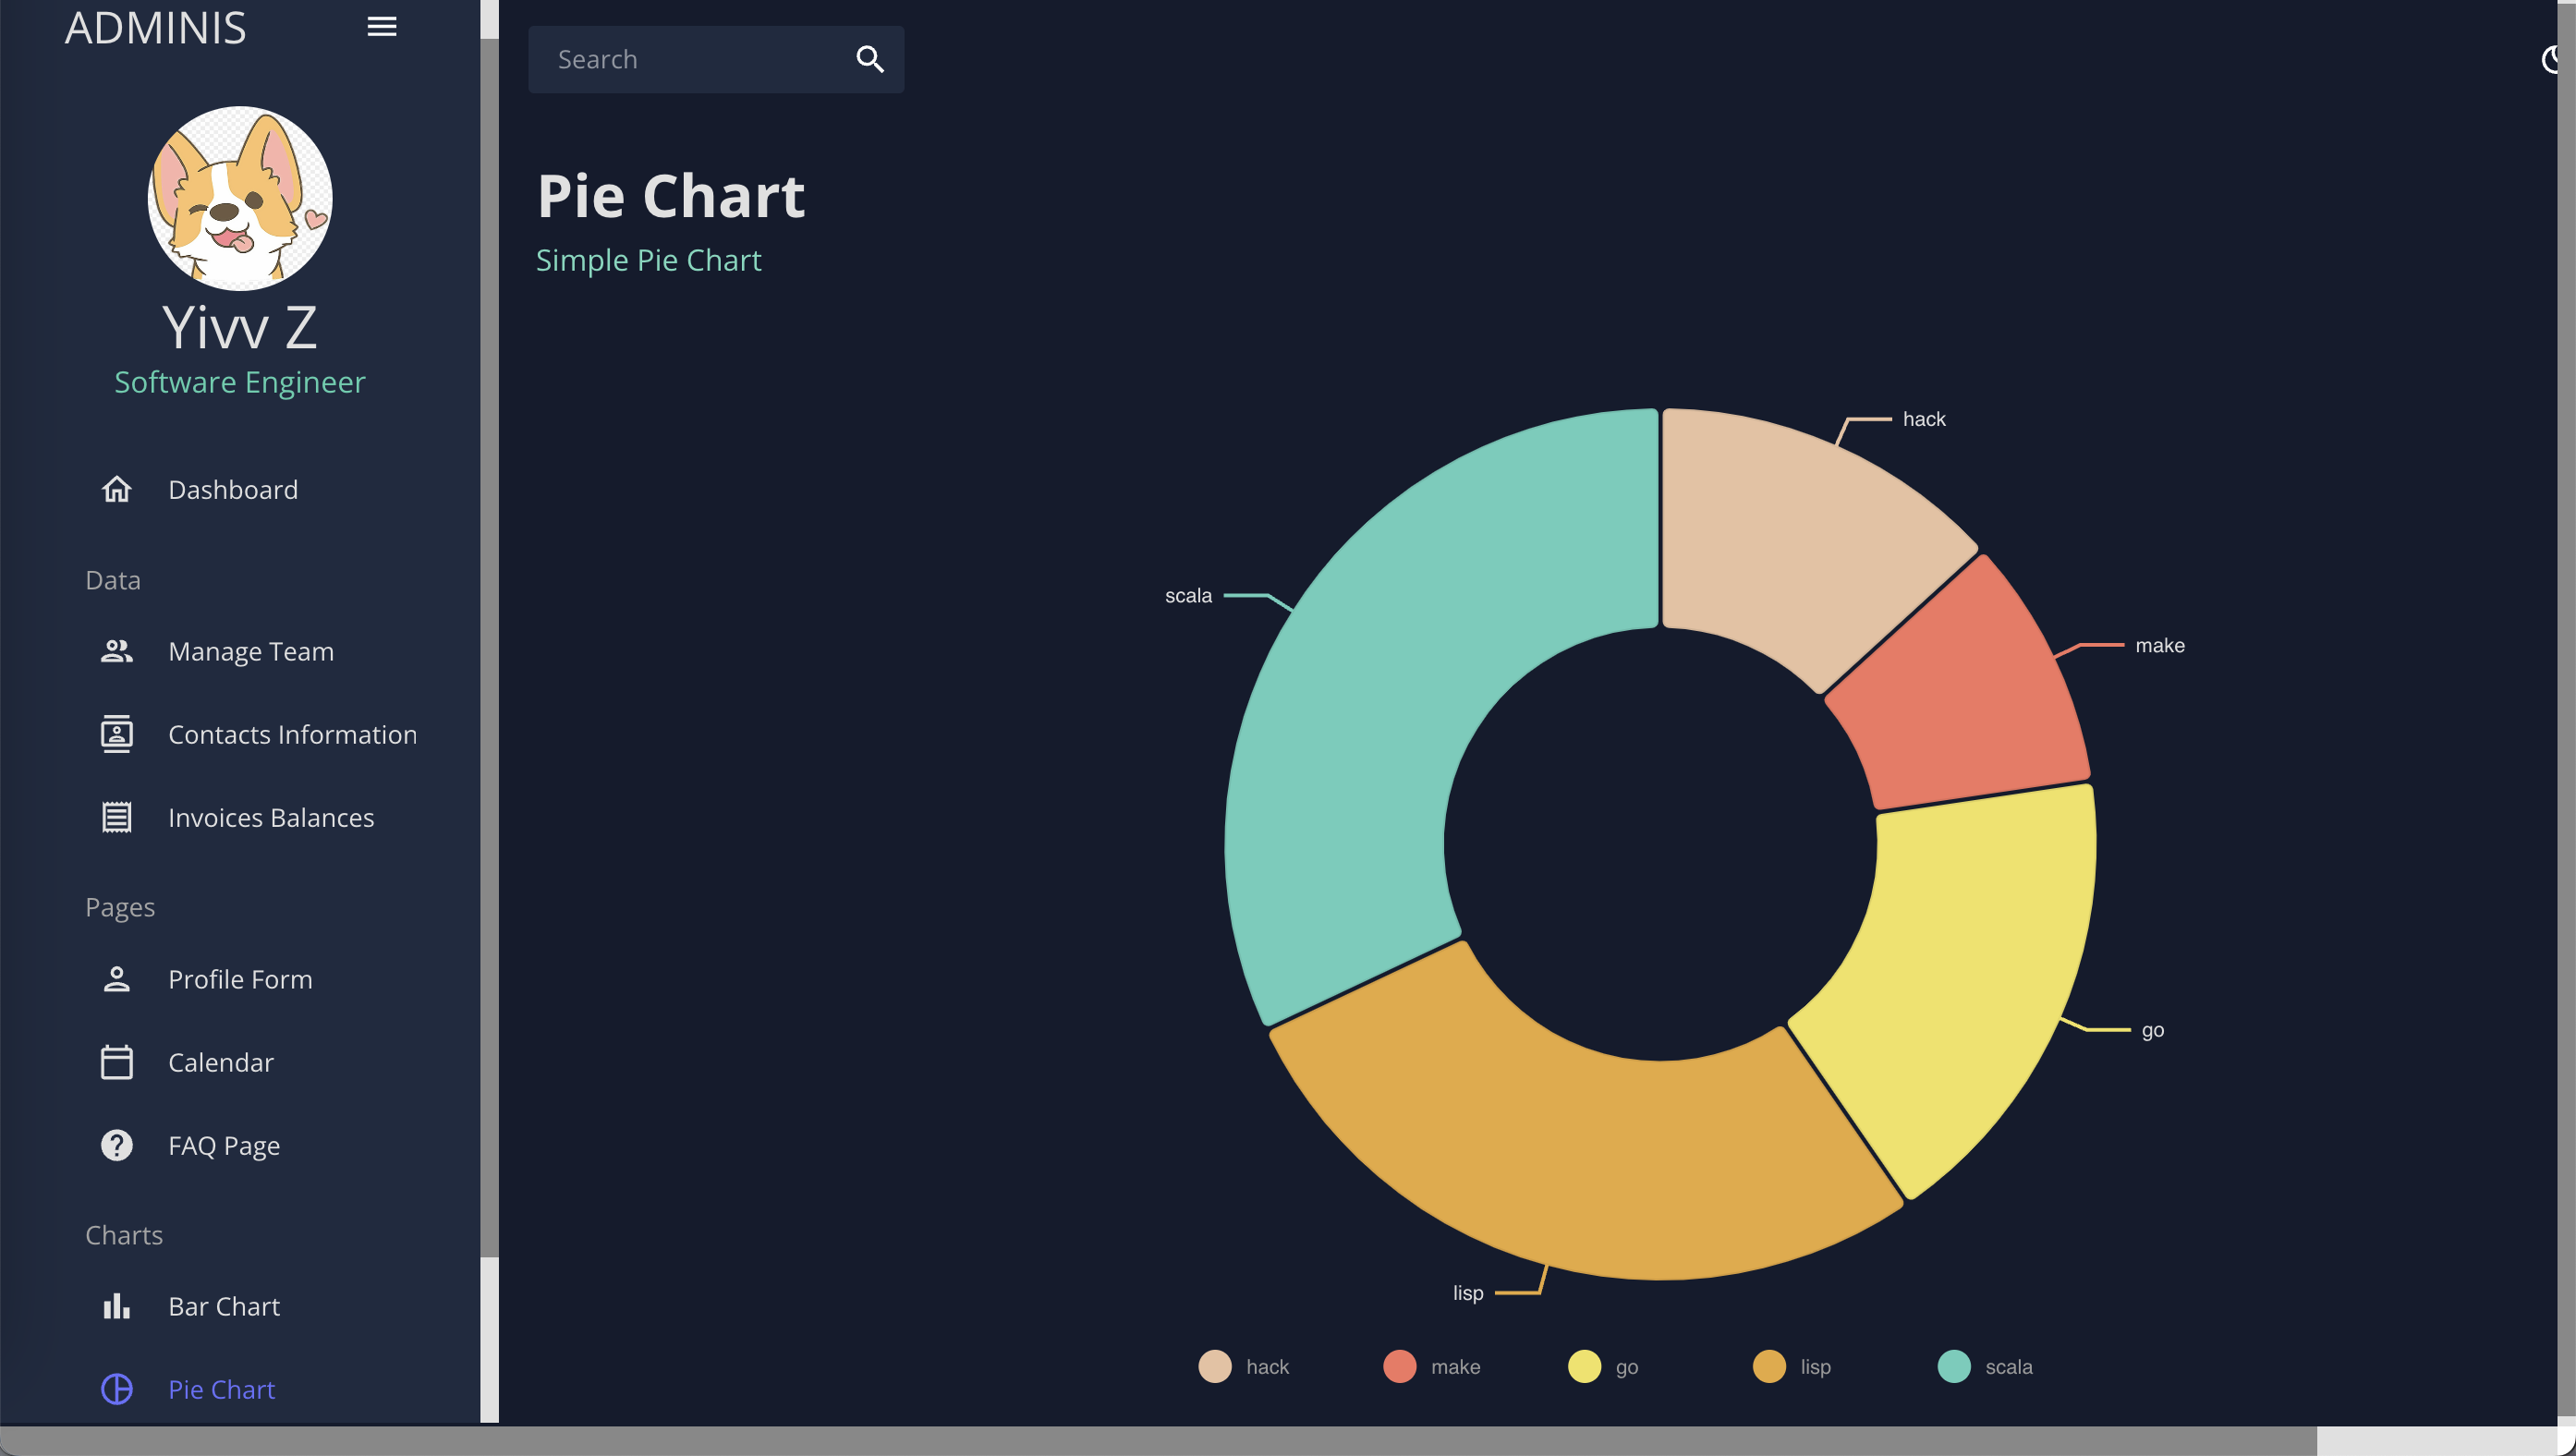 ADMINIS
Yivv Z
Software Engineer
Dashboard
Data
Manage Team
Contacts Information
Invoices Balances
Pages
Profile Form
Calendar
FAQ Page
Charts
Bar Chart
Pie Chart
Search
Pie Chart
Simple Pie Chart
hack
scala
make
go
lisp
hack make go lisp scala